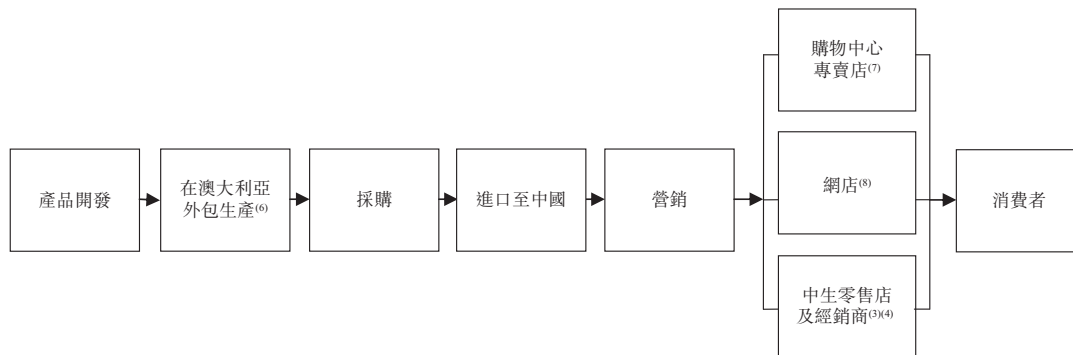 產品開發
在澳大利亞
外包生產(6)
採購
進口至中國
營銷
購物中心
專賣店(7)
網店(8)
中生零售店
及經銷商(3)(4)
消費者